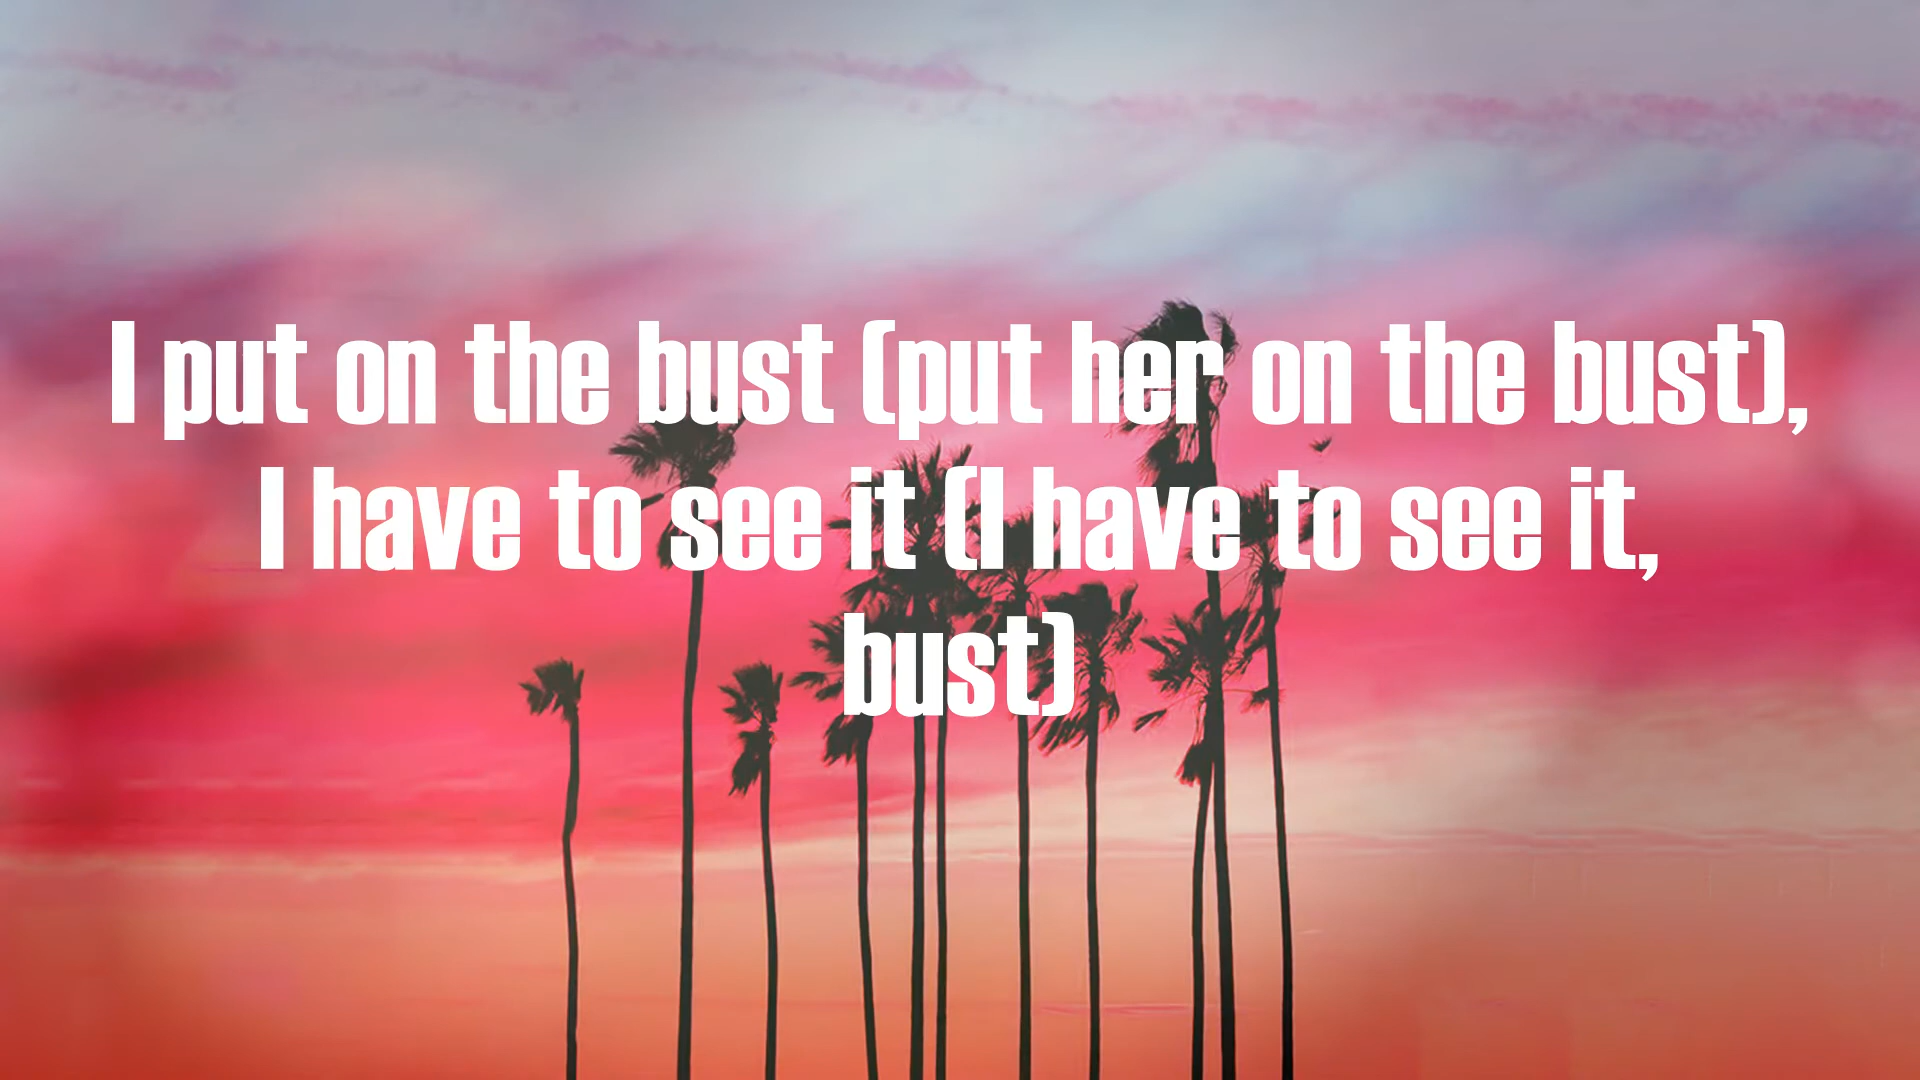 I put on the bust (put her on the bust),
I have to see it (I have to see it,
bust)